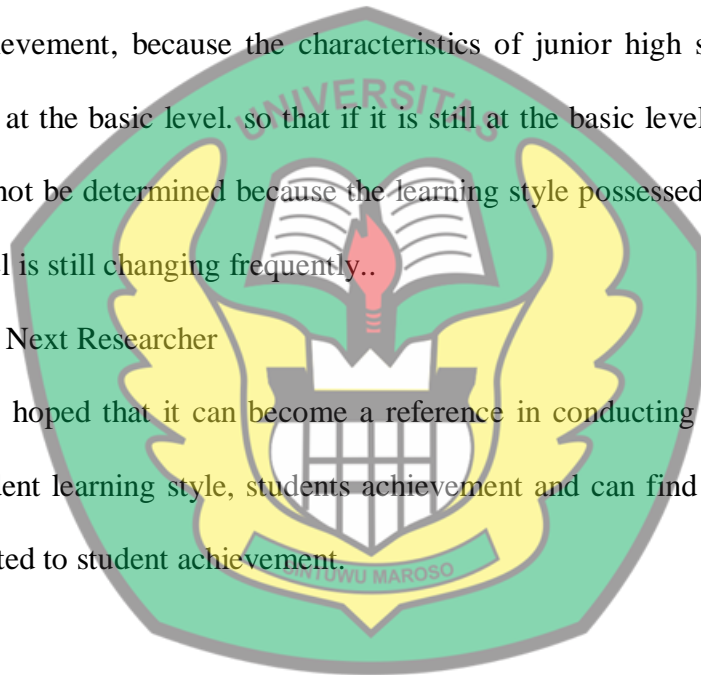 ievement, because the characteristics of junior high s
UNIVERSITAS
at the basic level. so that if it is still at the basic level
not be determined because the learning style possessed
l is still changing frequently..
Next Researcher
hoped that it can become a reference in conducting
dent learning style, students achievement and can find
ted to student achievement.
SINTUWU MAROSO